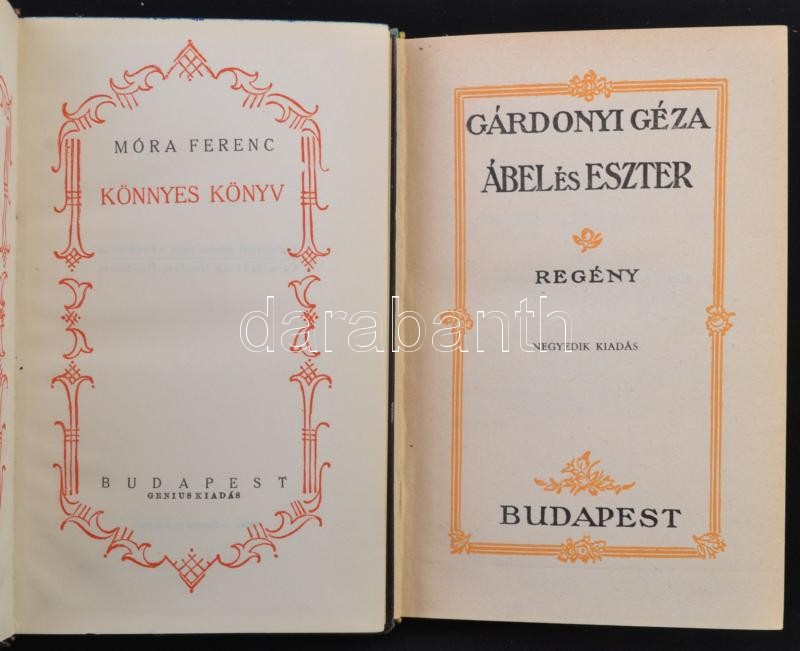 MÓRA FERENC
KÖNNYES KÖNYV
BUDAPEST
GENIUS KIADÁS
GÁRDONYI GÉZA
ÁBEL ÉS ESZTER
REGÉNY
NEGYEDIK KIADÁS
BUDAPEST
darabanth